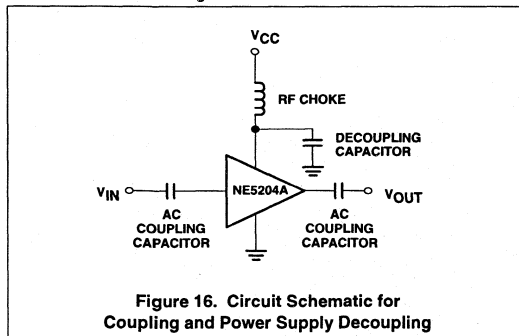 VCC
RF CHOKE
DECOUPLING
CAPACITOR
VIN
NE5204A
VOUT
AC
COUPLING
CAPACITOR
AC
COUPLING
CAPACITOR
Figure 16. Circuit Schematic for
Coupling and Power Supply Decoupling